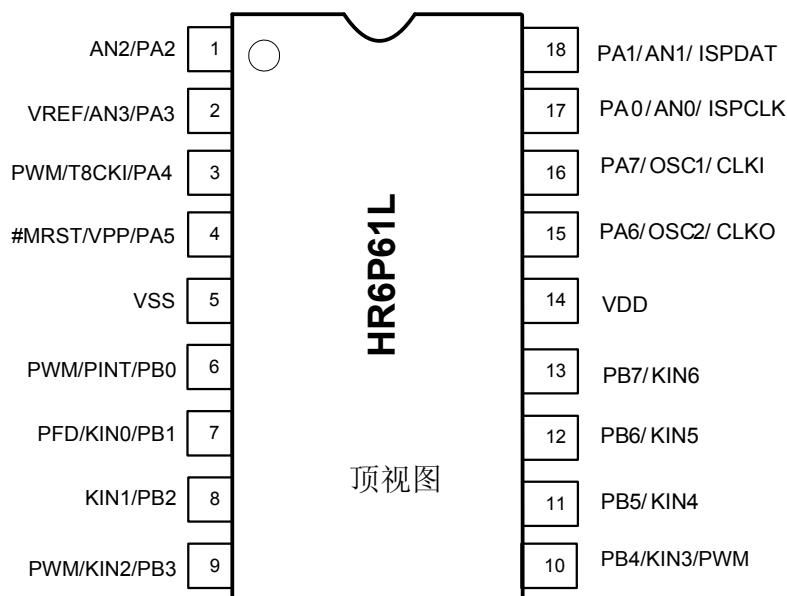 AN2/PA2 1
VREF/AN3/PA3 2
PWM/T8CKI/PA4 3
#MRST/VPP/PA5 4
VSS 5
PWM/PINT/PB0 6
PFD/KIN0/PB1 7
KIN1/PB2 8
PWM/KIN2/PB3 9
HR6P61L
顶视图
18 PA1/AN1/ ISPDAT
17 PA0/AN0/ ISPCLK
16 PA7/OSC1/ CLKI
15 PA6/OSC2/ CLKO
14 VDD
13 PB7/KIN6
12 PB6/KIN5
11 PB5/KIN4
10 PB4/KIN3/PWM